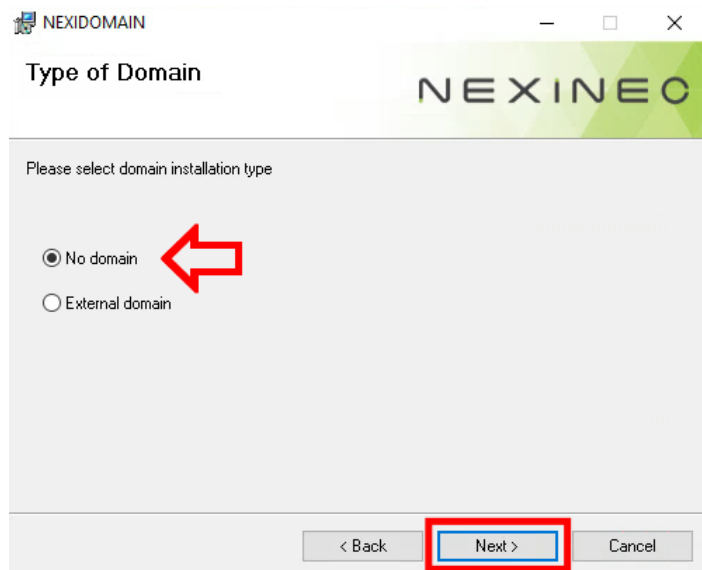 NEXIDOMAIN
Type of Domain
NEXINEC
Please select domain installation type
No domain
External domain
< Back
Next >
Cancel